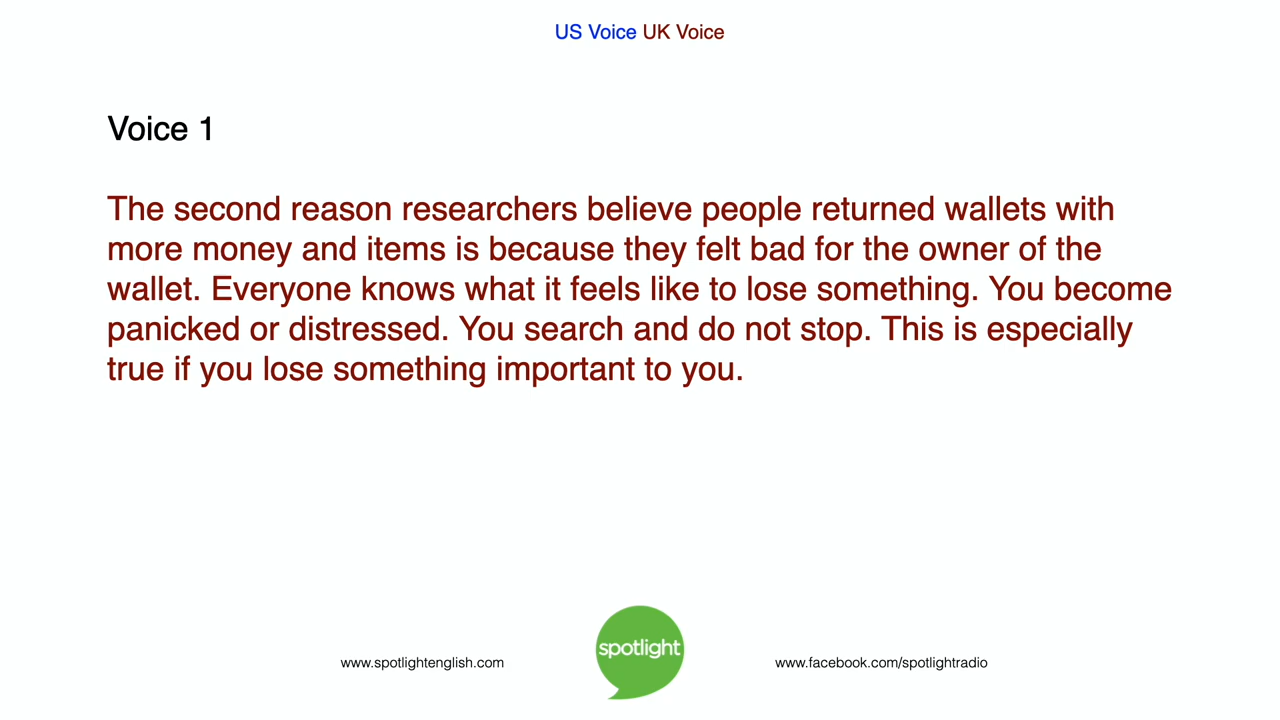 US Voice UK Voice
Voice 1
The second reason researchers believe people returned wallets with
more money and items is because they felt bad for the owner of the
wallet. Everyone knows what it feels like to lose something. You become
panicked or distressed. You search and do not stop. This is especially
true if you lose something important to you.
www.spotlightenglish.com
spotlight
www.facebook.com/spotlightradio